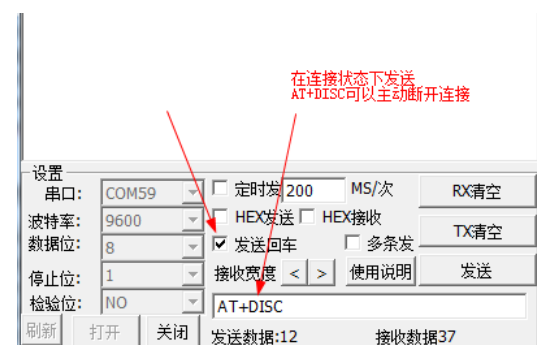 在连接状态下发送
AT+DISC可以主动断开连接
设置
串口: COM59 定时发 200 MS/次 RX清空
波特率: 9600 HEX发送 HEX接收 TX清空
数据位: 8 发送回车 多条发
停止位: 1 接收宽度 < > 使用说明 发送
检验位: NO AT+DISC
刷新 打开 关闭 发送数据:12 接收数据37